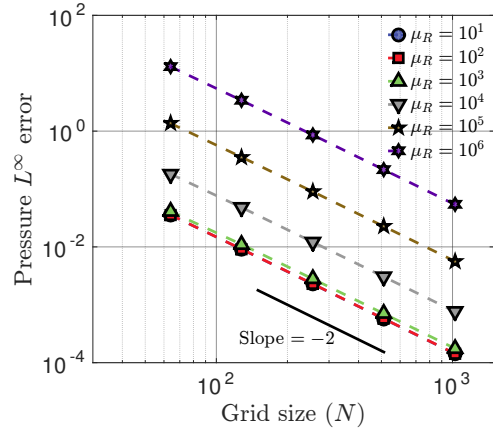 Pressure $L^\infty$ error
10^2
10^0
10^-2
10^-4
μ_R = 10^1
μ_R = 10^2
μ_R = 10^3
μ_R = 10^4
μ_R = 10^5
μ_R = 10^6
Slope = −2
10^2
10^3
Grid size (N)